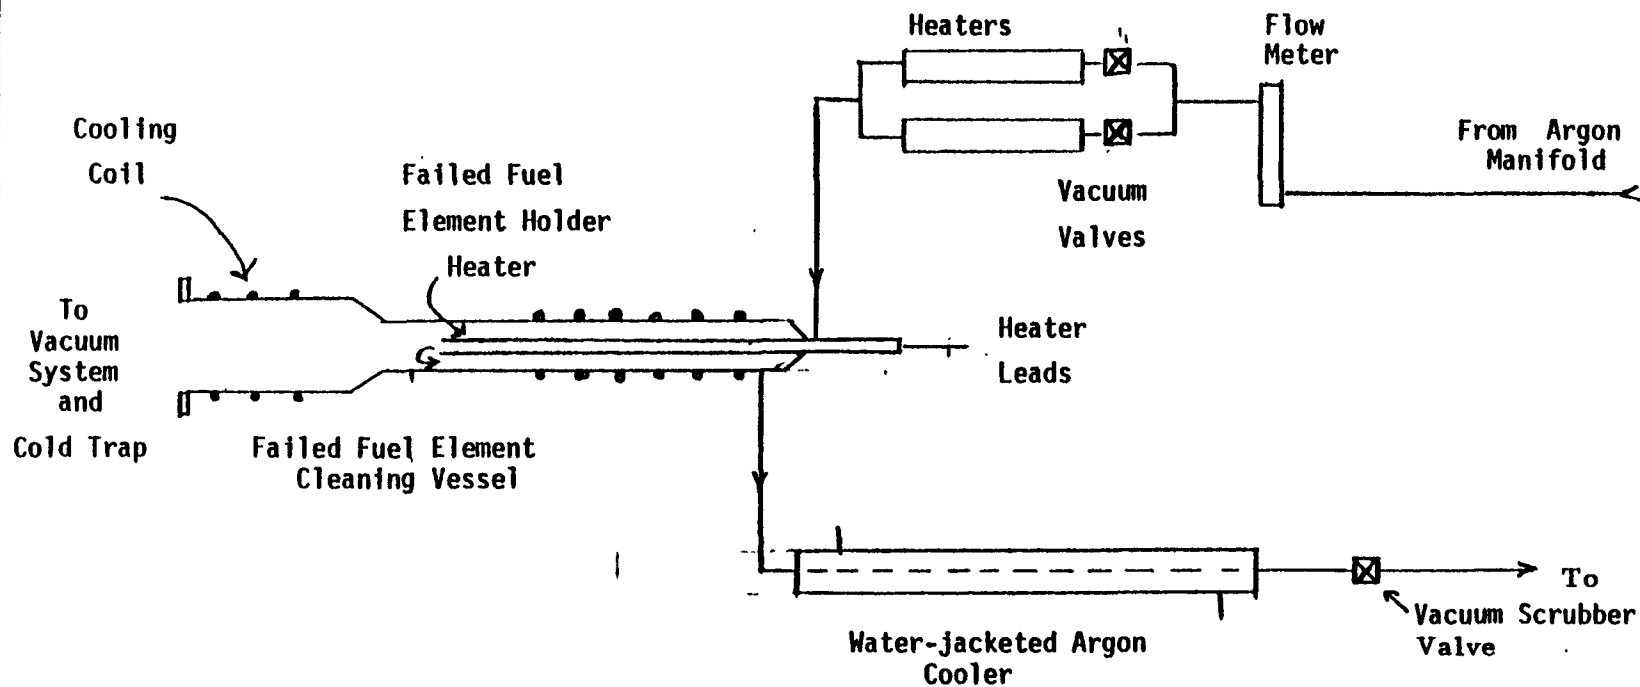 Heaters
Flow
Meter
Cooling
Coil
From Argon
Manifold
Failed Fuel
Element Holder
Heater
Vacuum
Valves
To
Vacuum
System
and
Cold Trap
Heater
Leads
Failed Fuel Element
Cleaning Vessel
To
Scrubber
Vacuum
Valve
Water-jacketed Argon
Cooler